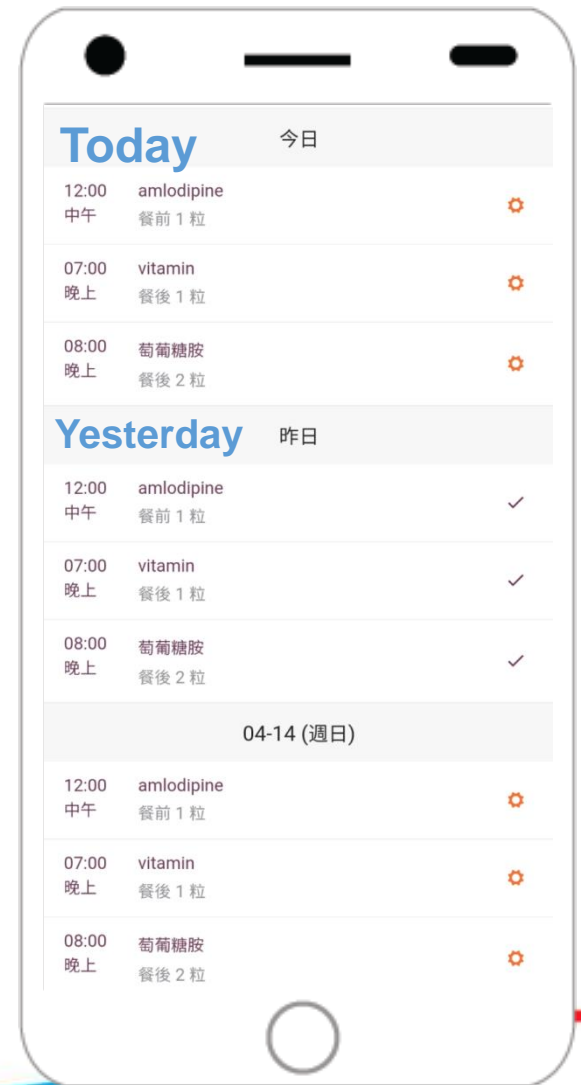 Today 今日
12:00 amlodipine
中午 餐前 1 粒
07:00 vitamin
晚上 餐後 1 粒
08:00 萄葡糖胺
晚上 餐後 2 粒
Yesterday 昨日
12:00 amlodipine
中午 餐前 1 粒
07:00 vitamin
晚上 餐後 1 粒
08:00 萄葡糖胺
晚上 餐後 2 粒
04-14 (週日)
12:00 amlodipine
中午 餐前 1 粒
07:00 vitamin
晚上 餐後 1 粒
08:00 萄葡糖胺
晚上 餐後 2 粒